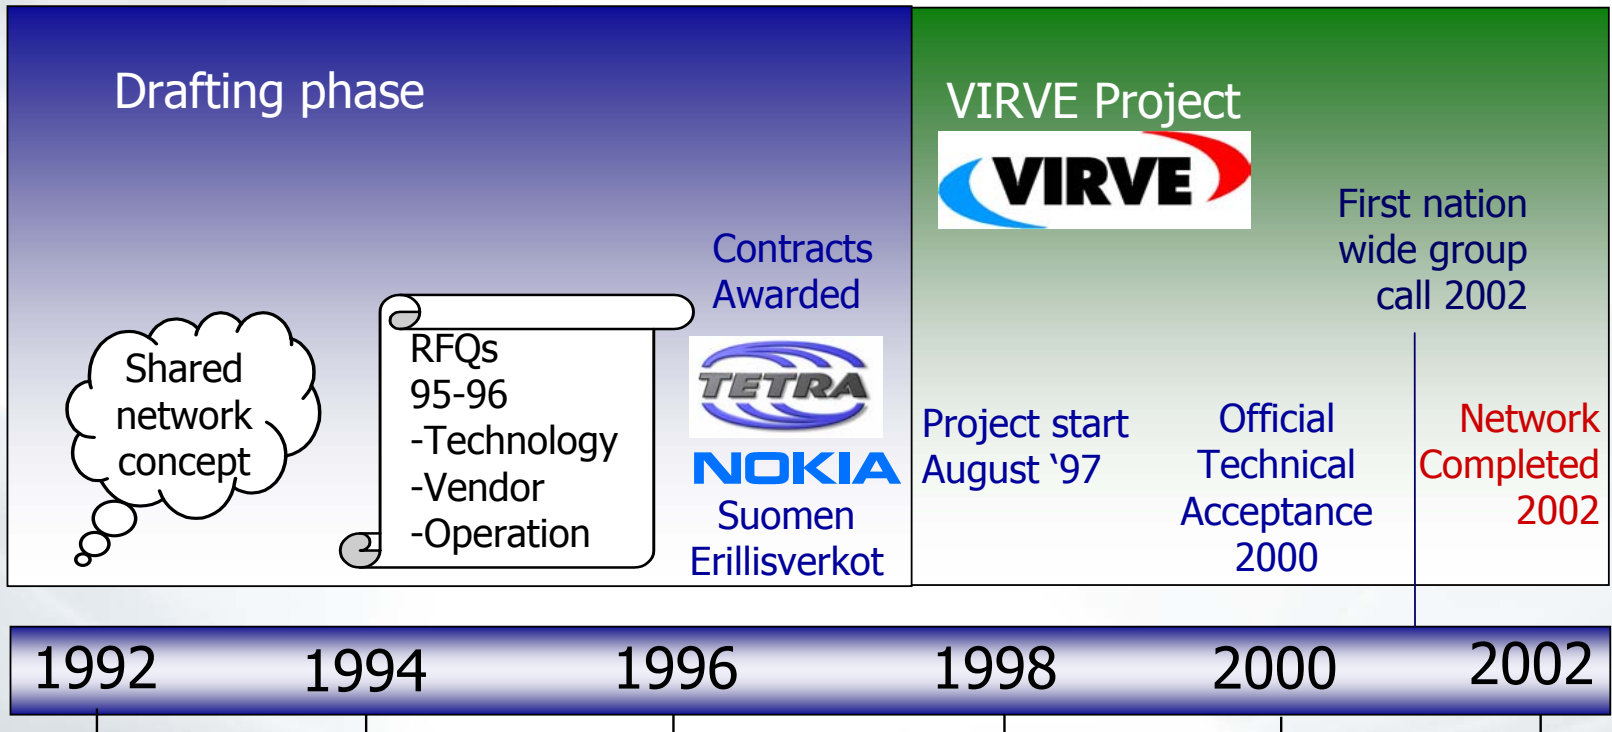 Drafting phase
Shared
network
concept
RFQs
95-96
-Technology
-Vendor
-Operation
Contracts
Awarded
TETRA
NOKIA
Suomen
Erillisverkot
VIRVE Project
VIRVE
Project start
August ‘97
Official
Technical
Acceptance
2000
First nation
wide group
call 2002
Network
Completed
2002
1992 1994 1996 1998 2000 2002